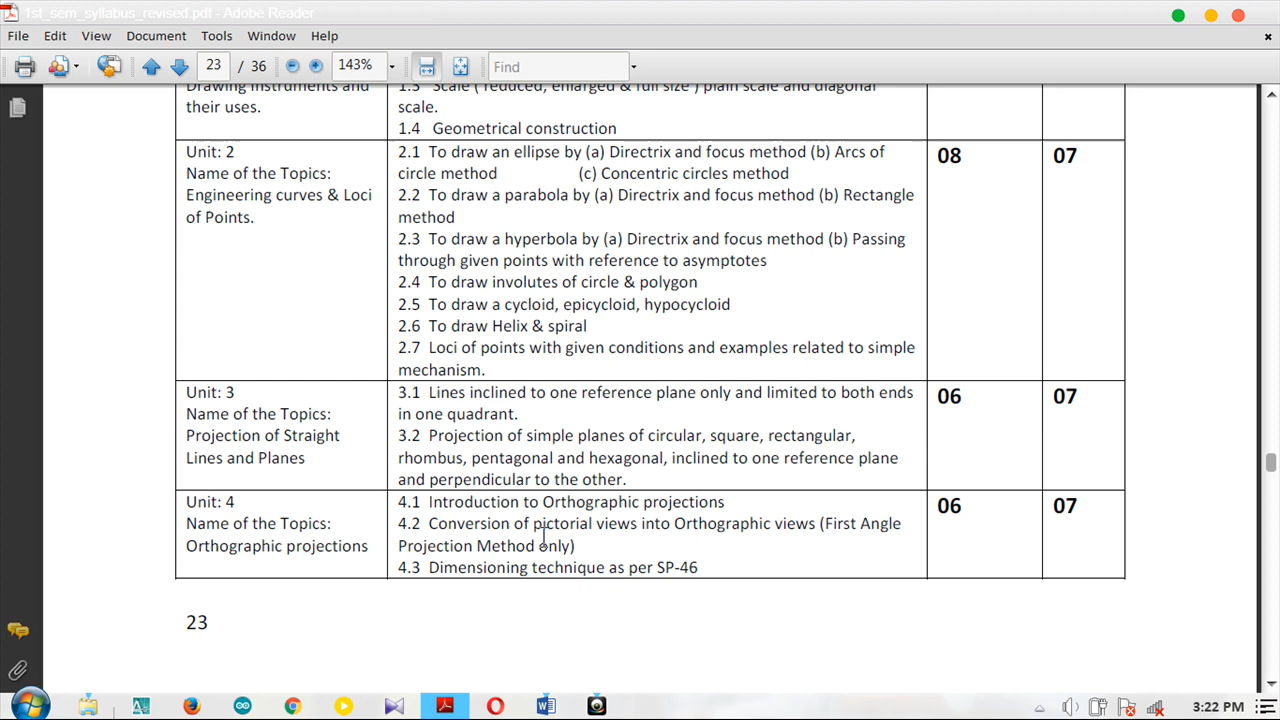 1st_sem_syllabus_revised pdf - Adobe Reader
File Edit View Document Tools Window Help
23 / 36 143% Find
Drawing Instruments and
their uses.
1.3 Scale ( reduced, enlarged & full size ) plain scale and diagonal
scale.
1.4 Geometrical construction
Unit: 2
Name of the Topics:
Engineering curves & Loci
of Points.
2.1 To draw an ellipse by (a) Directrix and focus method (b) Arcs of
circle method (c) Concentric circles method
2.2 To draw a parabola by (a) Directrix and focus method (b) Rectangle
method
2.3 To draw a hyperbola by (a) Directrix and focus method (b) Passing
through given points with reference to asymptotes
2.4 To draw involutes of circle & polygon
2.5 To draw a cycloid, epicycloid, hypocycloid
2.6 To draw Helix & spiral
2.7 Loci of points with given conditions and examples related to simple
mechanism.
08
07
Unit: 3
Name of the Topics:
Projection of Straight
Lines and Planes
3.1 Lines inclined to one reference plane only and limited to both ends
in one quadrant.
3.2 Projection of simple planes of circular, square, rectangular,
rhombus, pentagonal and hexagonal, inclined to one reference plane
and perpendicular to the other.
06
07
Unit: 4
Name of the Topics:
Orthographic projections
4.1 Introduction to Orthographic projections
4.2 Conversion of pictorial views into Orthographic views (First Angle
Projection Method only)
4.3 Dimensioning technique as per SP-46
06
07
23
3:22 PM